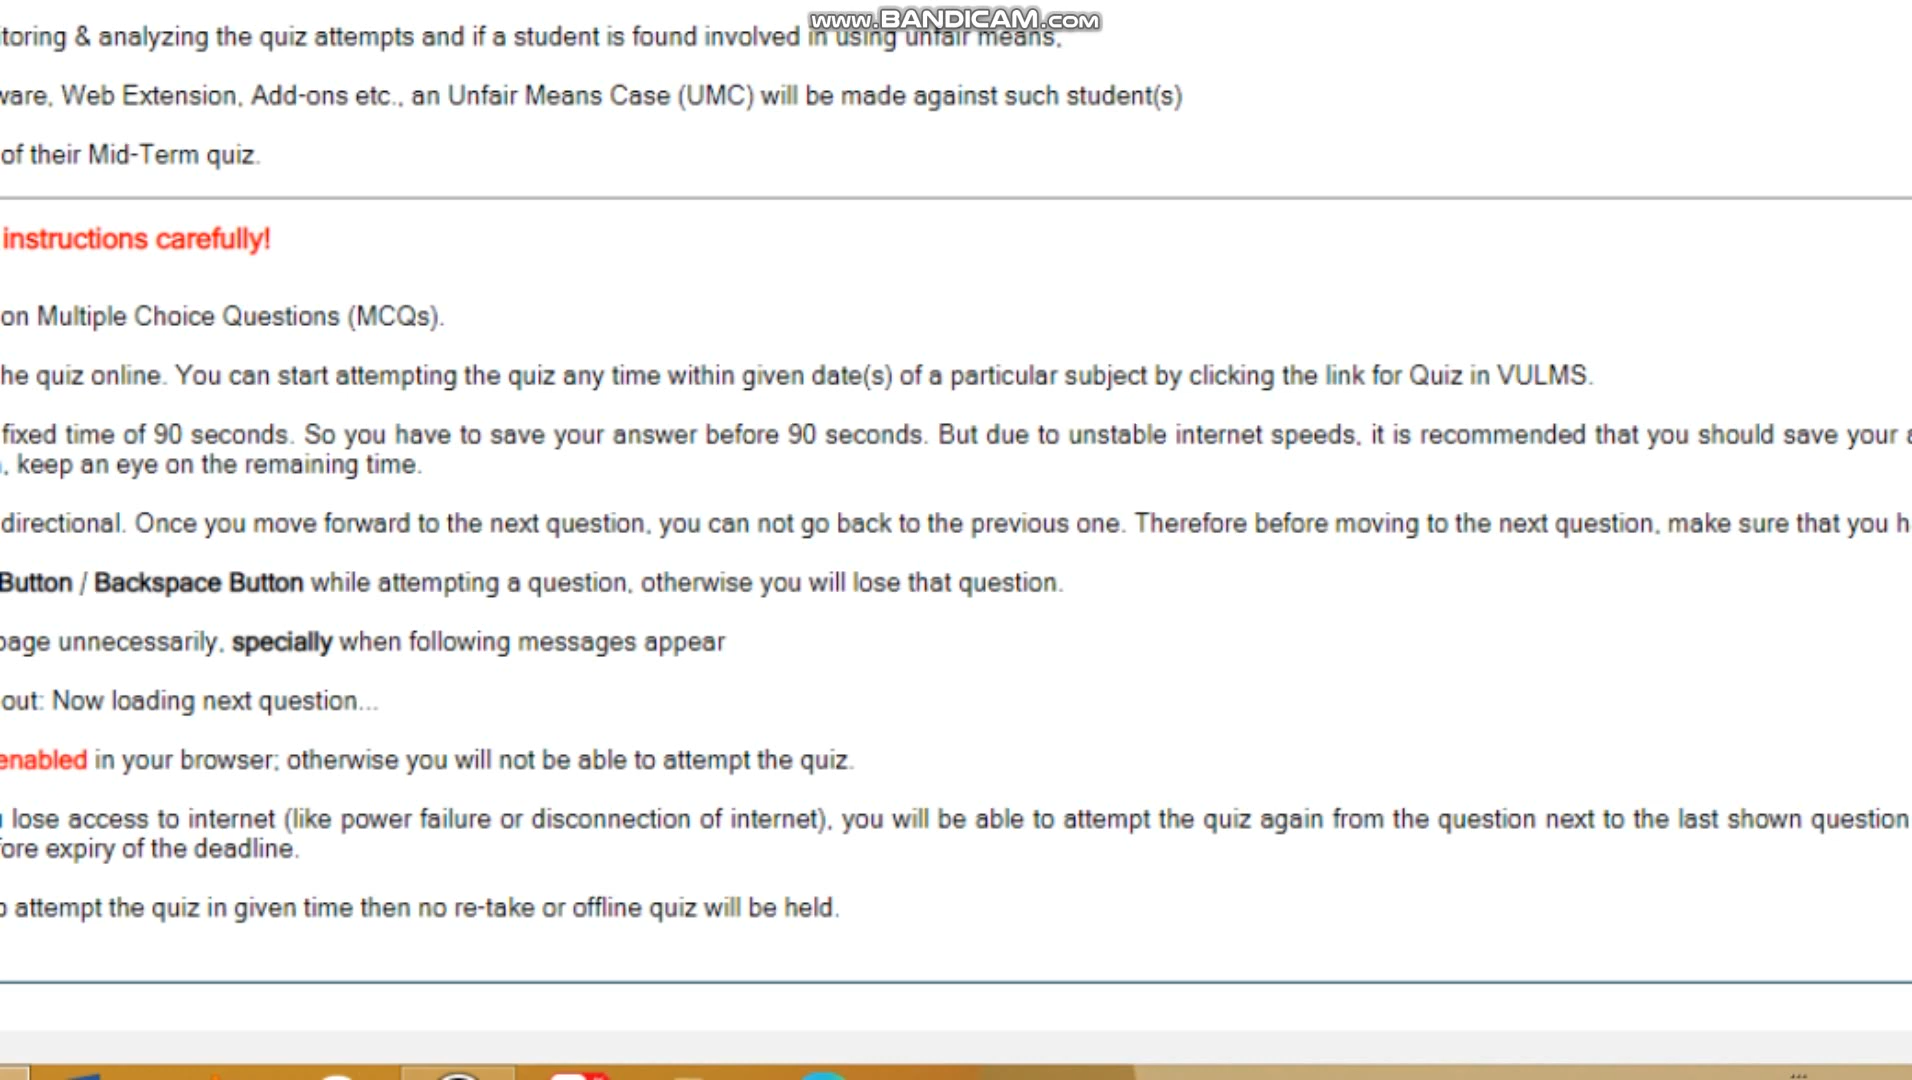 www.BANDICAM.com
toring & analyzing the quiz attempts and if a student is found involved in using unfair means,
ware, Web Extension, Add-ons etc., an Unfair Means Case (UMC) will be made against such student(s)
of their Mid-Term quiz.
instructions carefully!
on Multiple Choice Questions (MCQs).
he quiz online. You can start attempting the quiz any time within given date(s) of a particular subject by clicking the link for Quiz in VULMS.
fixed time of 90 seconds. So you have to save your answer before 90 seconds. But due to unstable internet speeds, it is recommended that you should save your a
, keep an eye on the remaining time.
directional. Once you move forward to the next question, you can not go back to the previous one. Therefore before moving to the next question, make sure that you h
Button / Backspace Button while attempting a question, otherwise you will lose that question.
page unnecessarily, specially when following messages appear
out: Now loading next question...
enabled in your browser; otherwise you will not be able to attempt the quiz.
lose access to internet (like power failure or disconnection of internet), you will be able to attempt the quiz again from the question next to the last shown question
fore expiry of the deadline.
o attempt the quiz in given time then no re-take or offline quiz will be held.